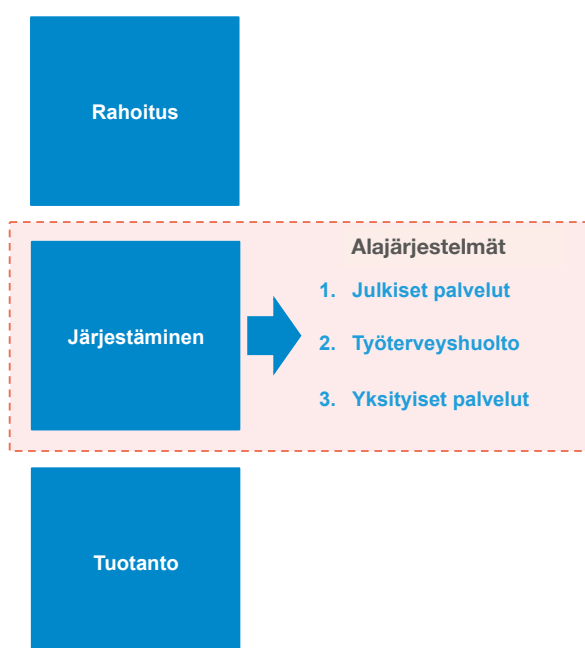 Rahoitus
Järjestäminen
Alajärjestelmät
1. Julkiset palvelut
2. Työterveyshuolto
3. Yksityiset palvelut
Tuotanto